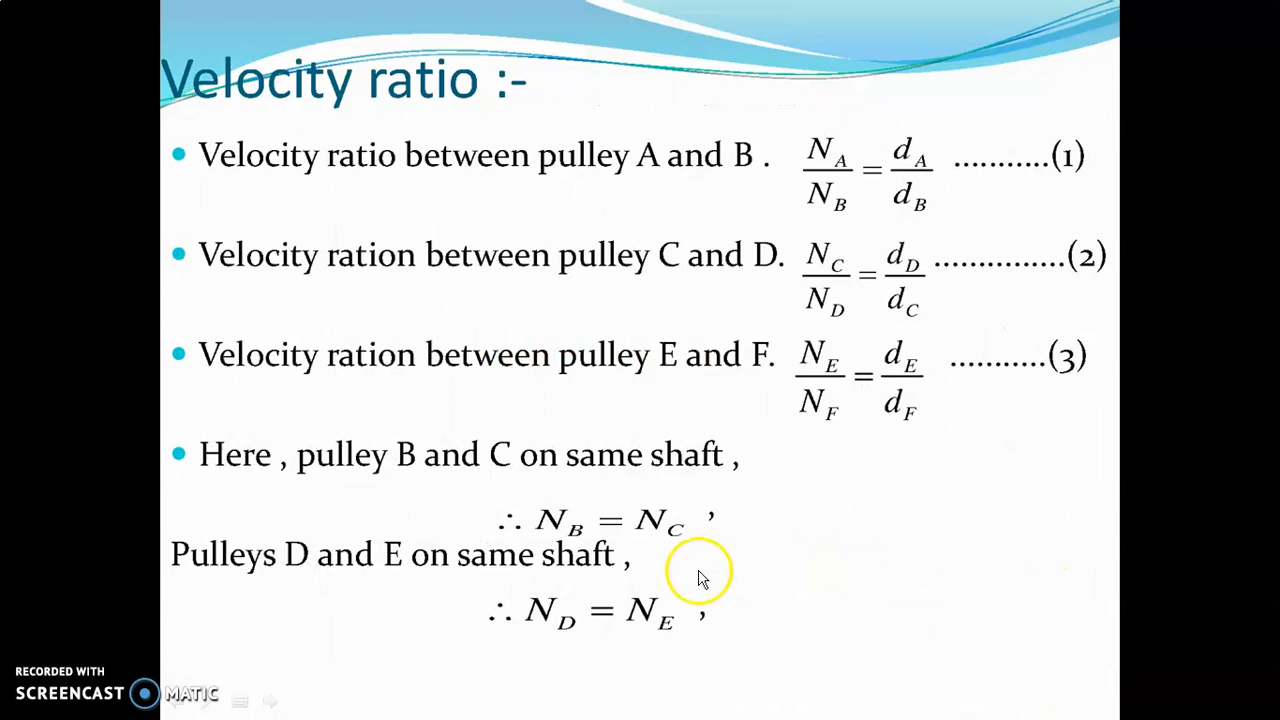 Velocity ratio :-
• Velocity ratio between pulley A and B . N_A/N_B = d_A/d_B ...........(1)
• Velocity ration between pulley C and D. N_C/N_D = d_D/d_C ...............(2)
• Velocity ration between pulley E and F. N_E/N_F = d_E/d_F ...........(3)
• Here , pulley B and C on same shaft ,
∴ N_B = N_C ,
Pulleys D and E on same shaft ,
∴ N_D = N_E ,
RECORDED WITH
SCREENCAST MATIC